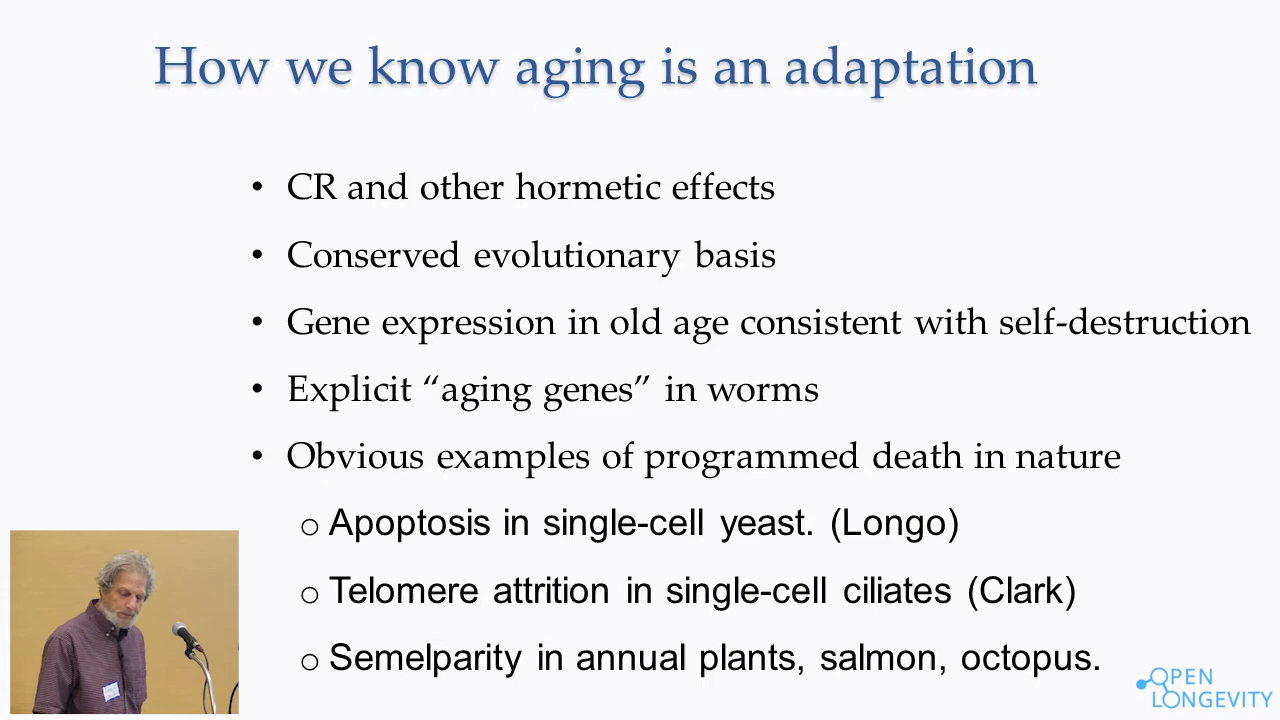 How we know aging is an adaptation
• CR and other hormetic effects
• Conserved evolutionary basis
• Gene expression in old age consistent with self-destruction
• Explicit “aging genes” in worms
• Obvious examples of programmed death in nature
o Apoptosis in single-cell yeast. (Longo)
o Telomere attrition in single-cell ciliates (Clark)
o Semelparity in annual plants, salmon, octopus.
OPEN
LONGEVITY